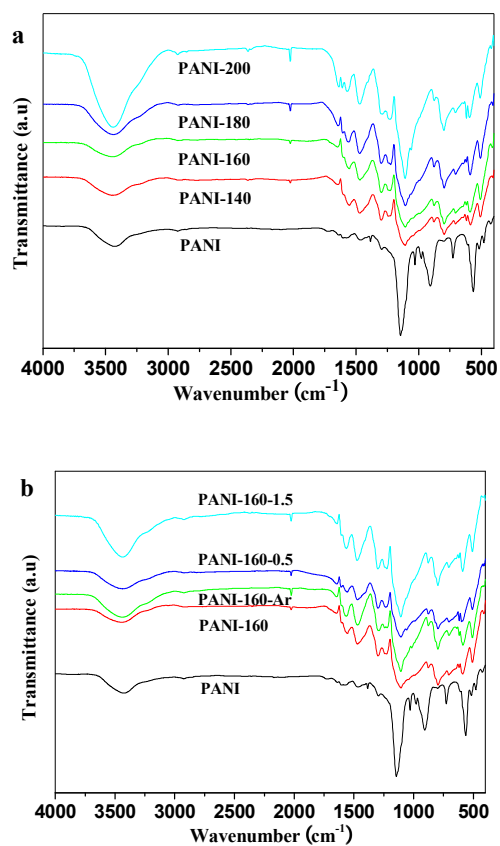 a
PANI-200
PANI-180
PANI-160
PANI-140
PANI
Transmittance (a.u)
4000 3500 3000 2500 2000 1500 1000 500
Wavenumber (cm-1)
b
PANI-160-1.5
PANI-160-0.5
PANI-160-Ar
PANI-160
PANI
Transmittance (a.u)
4000 3500 3000 2500 2000 1500 1000 500
Wavenumber (cm-1)